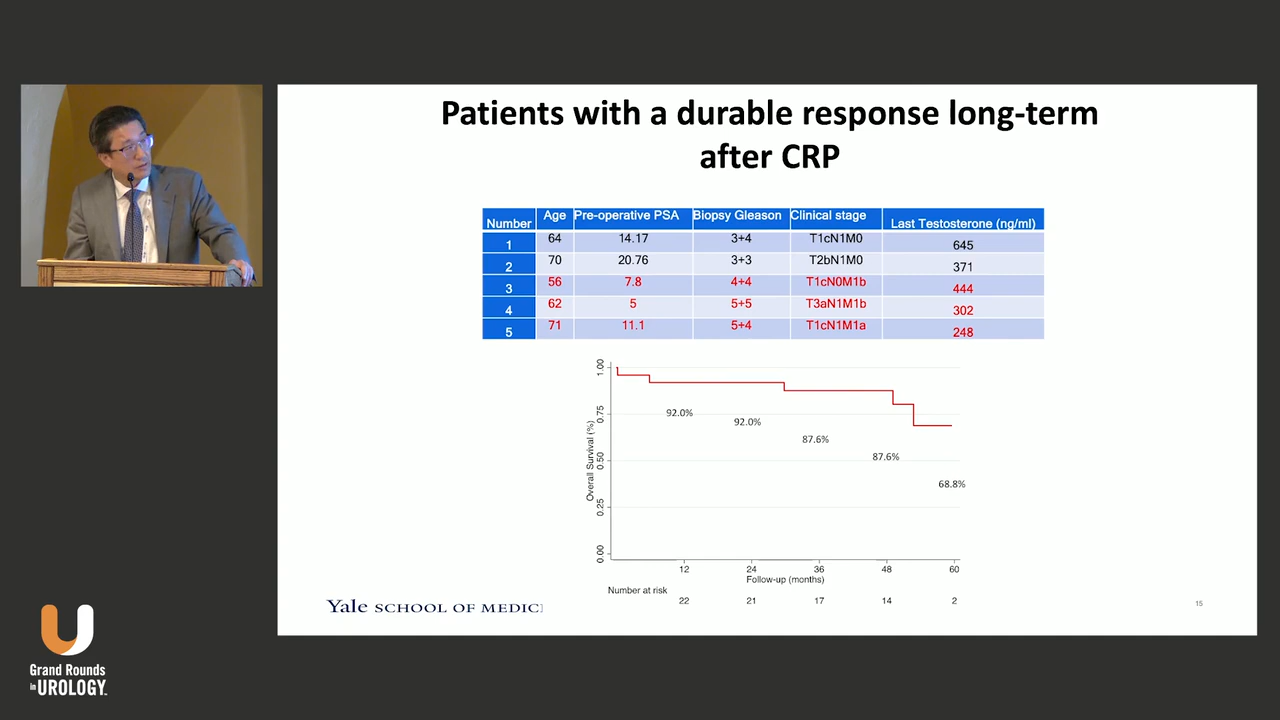 Patients with a durable response long-term
after CRP
Number Age Pre-operative PSA Biopsy Gleason Clinical stage Last Testosterone (ng/ml)
1 64 14.17 3+4 T1cN1M0 645
2 70 20.76 3+3 T2bN1M0 371
3 56 7.8 4+4 T1cN0M1b 444
4 62 5 5+5 T3aN1M1b 302
5 71 11.1 5+4 T1cN1M1a 248
Overall Survival (%)
1.00
0.75
0.50
0.25
0.00
92.0%
92.0%
87.6%
87.6%
68.8%
12 24 36 48 60
Follow-up (months)
Number at risk
22 21 17 14 2
Yale SCHOOL OF MEDIC
15
Grand Rounds
in UROLOGY